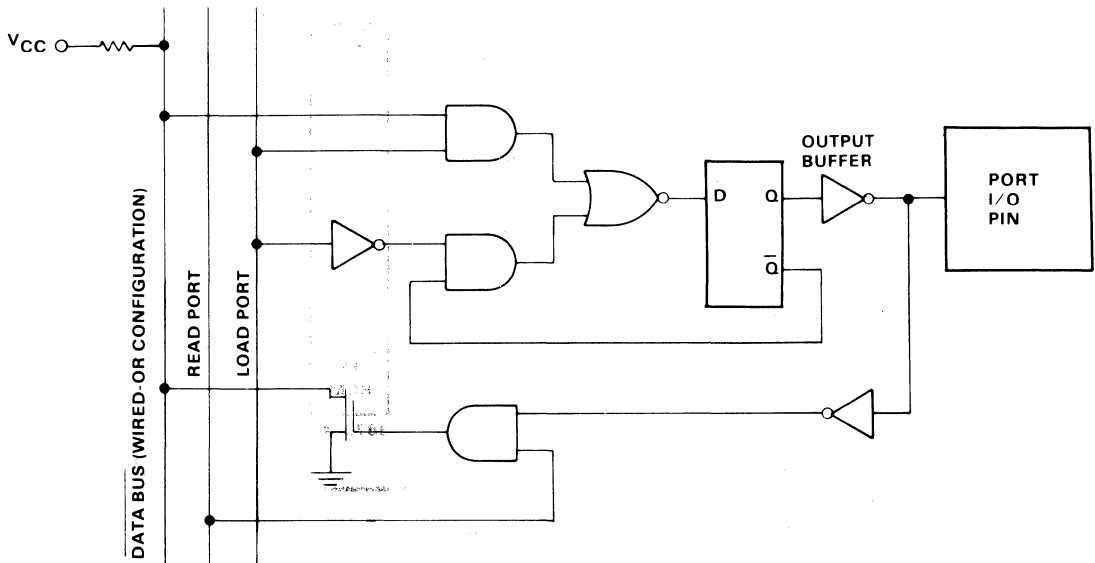 VCC
OUTPUT
BUFFER
PORT
I/O
PIN
D
Q
Q̅
DATA BUS (WIRED-OR CONFIGURATION)
READ PORT
LOAD PORT